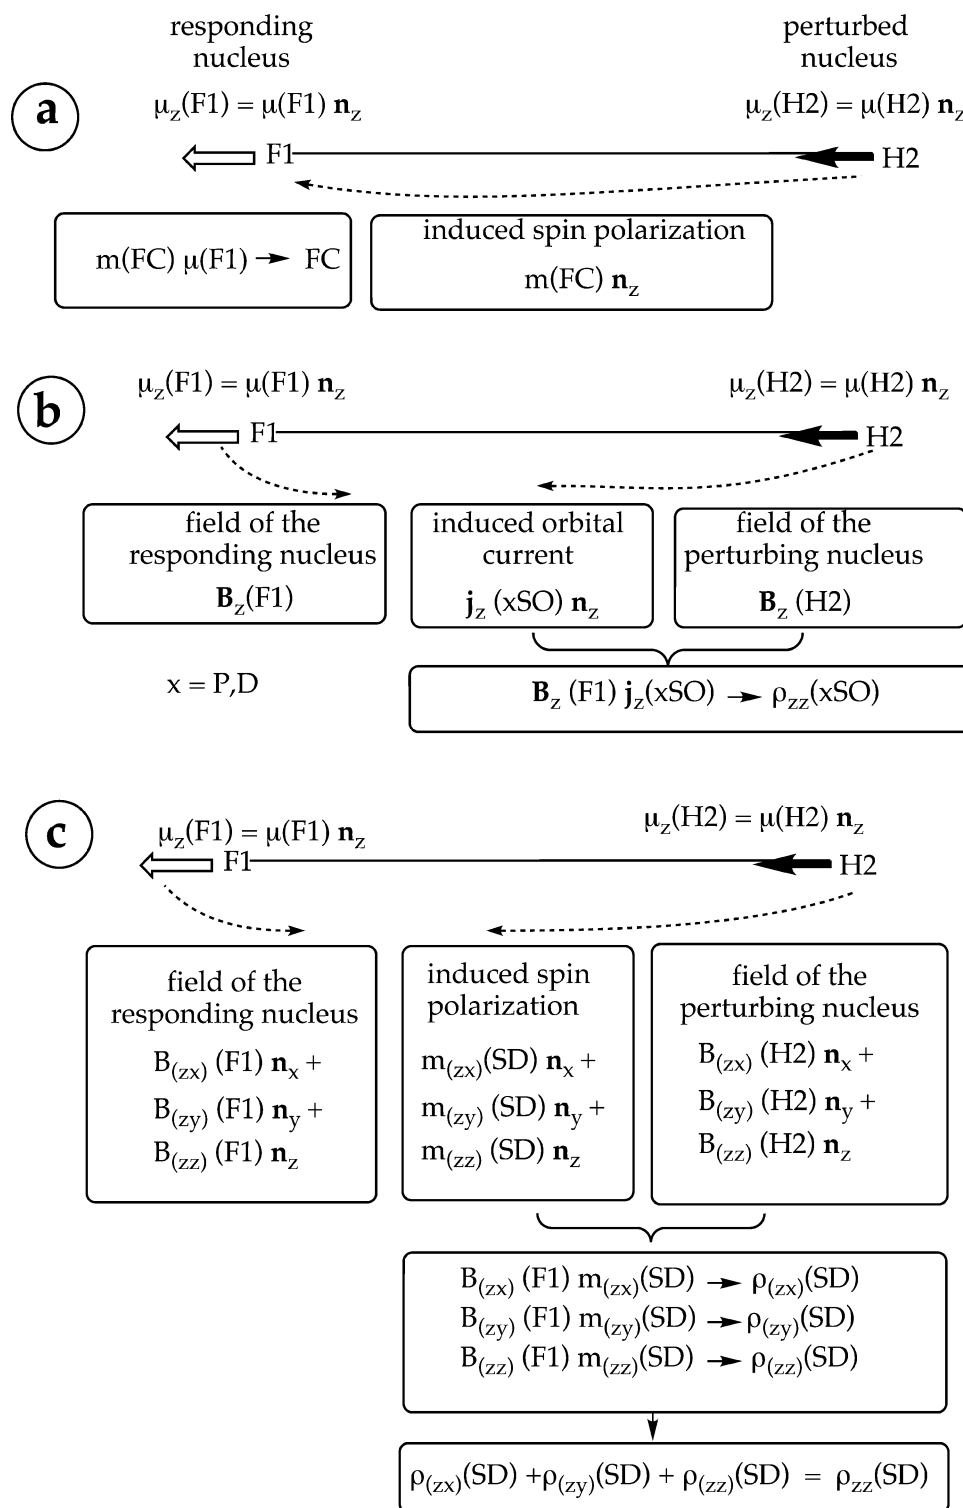 responding
nucleus
perturbed
nucleus
a
μz(F1) = μ(F1) nz
μz(H2) = μ(H2) nz
F1
H2
m(FC) μ(F1) → FC
induced spin polarization
m(FC) nz
b
μz(F1) = μ(F1) nz
μz(H2) = μ(H2) nz
F1
H2
field of the
responding nucleus
Bz(F1)
induced orbital
current
jz (xSO) nz
field of the
perturbing nucleus
Bz (H2)
x = P,D
Bz (F1) jz(xSO) → ρzz(xSO)
c
μz(F1) = μ(F1) nz
μz(H2) = μ(H2) nz
F1
H2
field of the
responding nucleus
B(zx) (F1) nx +
B(zy) (F1) ny +
B(zz) (F1) nz
induced spin
polarization
m(zx)(SD) nx +
m(zy) (SD) ny +
m(zz) (SD) nz
field of the
perturbing nucleus
B(zx) (H2) nx +
B(zy) (H2) ny +
B(zz) (H2) nz
B(zx) (F1) m(zx)(SD) → ρ(zx)(SD)
B(zy) (F1) m(zy)(SD) → ρ(zy)(SD)
B(zz) (F1) m(zz)(SD) → ρ(zz)(SD)
ρ(zx)(SD) +ρ(zy)(SD) + ρ(zz)(SD) = ρzz(SD)